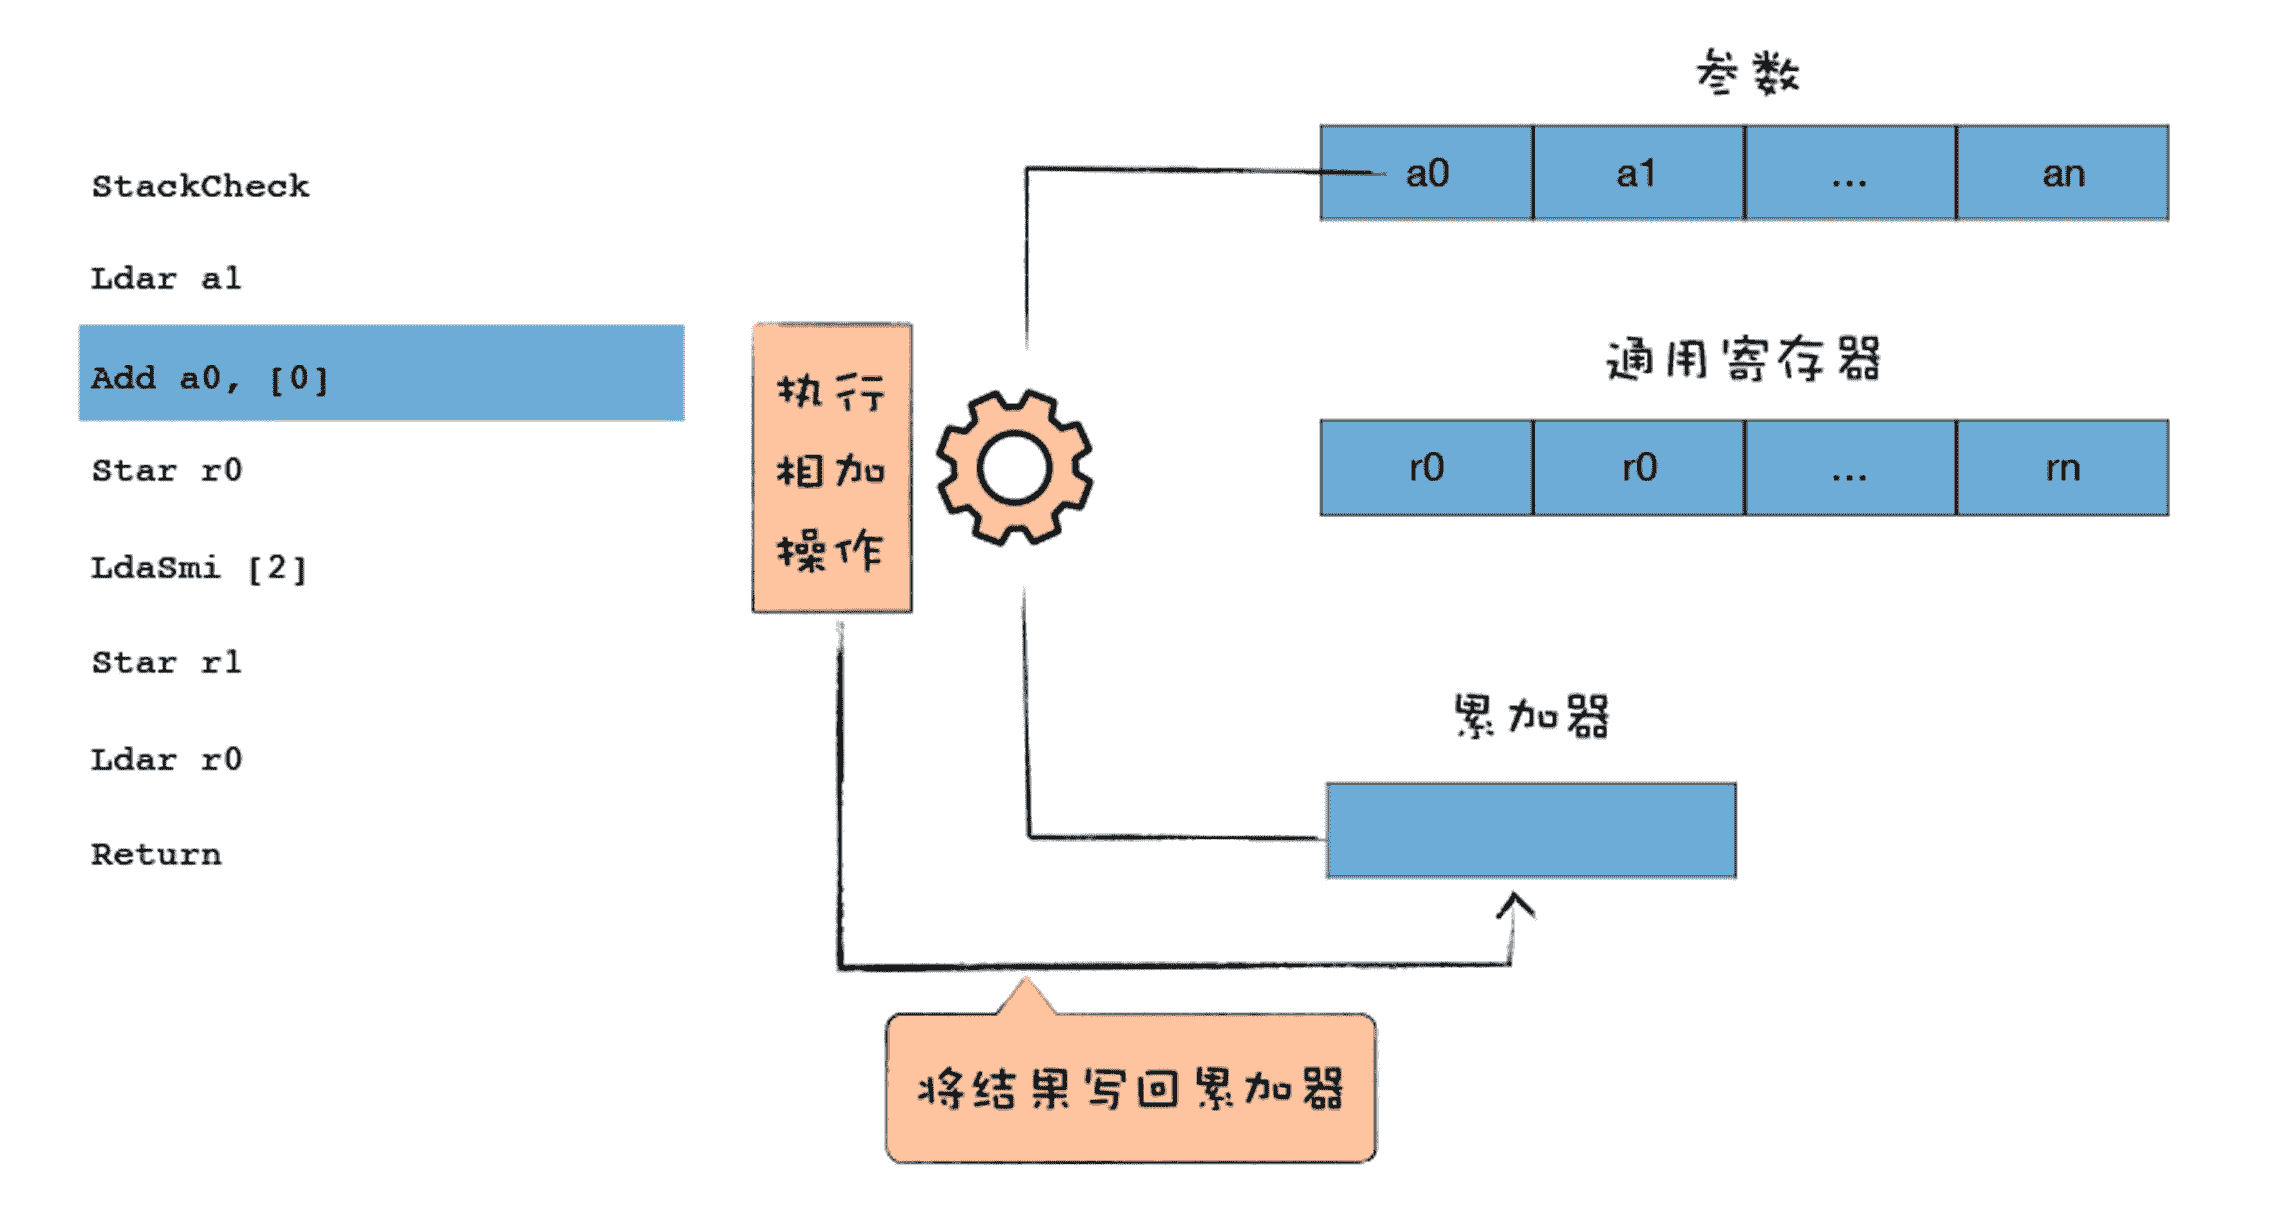 StackCheck
Ldar a1
Add a0, [0]
Star r0
LdaSmi [2]
Star r1
Ldar r0
Return
执行
相加
操作
参数
a0 a1 ... an
通用寄存器
r0 r0 ... rn
累加器
将结果写回累加器